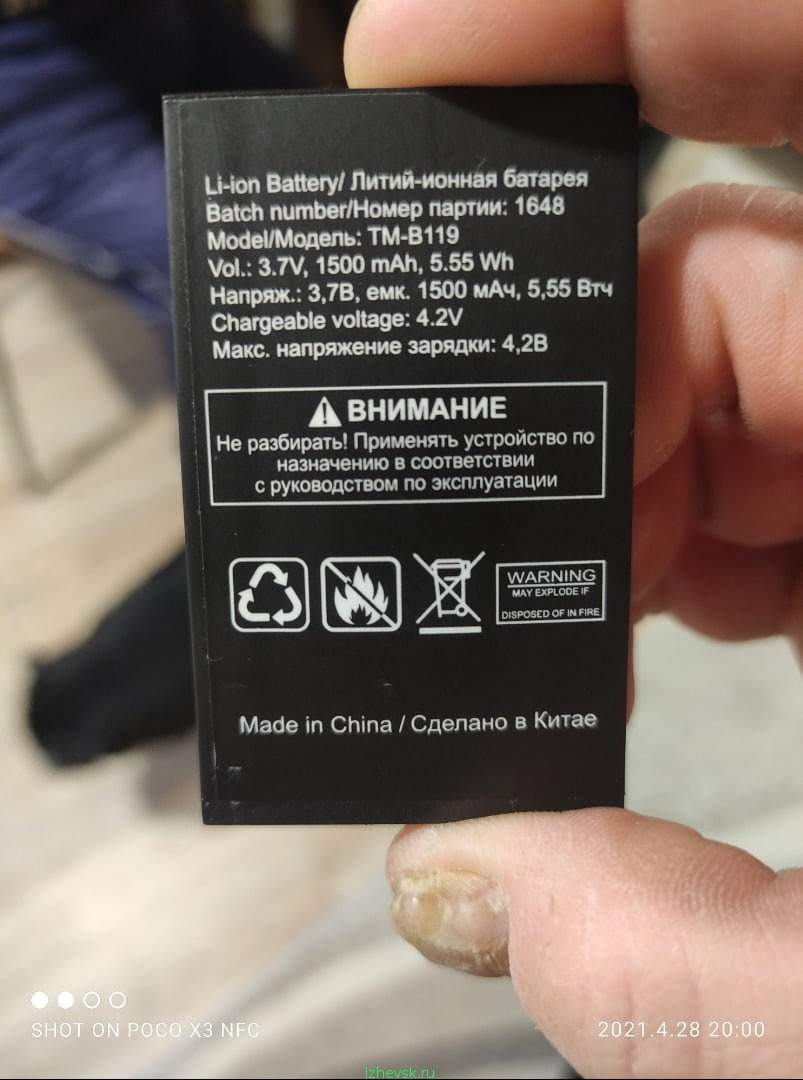 Li-ion Battery/ Литий-ионная батарея
Batch number/Номер партии: 1648
Model/Модель: TM-B119
Vol.: 3.7V, 1500 mAh, 5.55 Wh
Напряж.: 3,7В, емк. 1500 мАч, 5,55 Втч
Chargeable voltage: 4.2V
Макс. напряжение зарядки: 4,2В
ВНИМАНИЕ
Не разбирать! Применять устройство по
назначению в соответствии
с руководством по эксплуатации
WARNING
MAY EXPLODE IF
DISPOSED OF IN FIRE
Made in China / Сделано в Китае
SHOT ON POCO X3 NFC
2021.4.28 20:00
izhevsk.ru